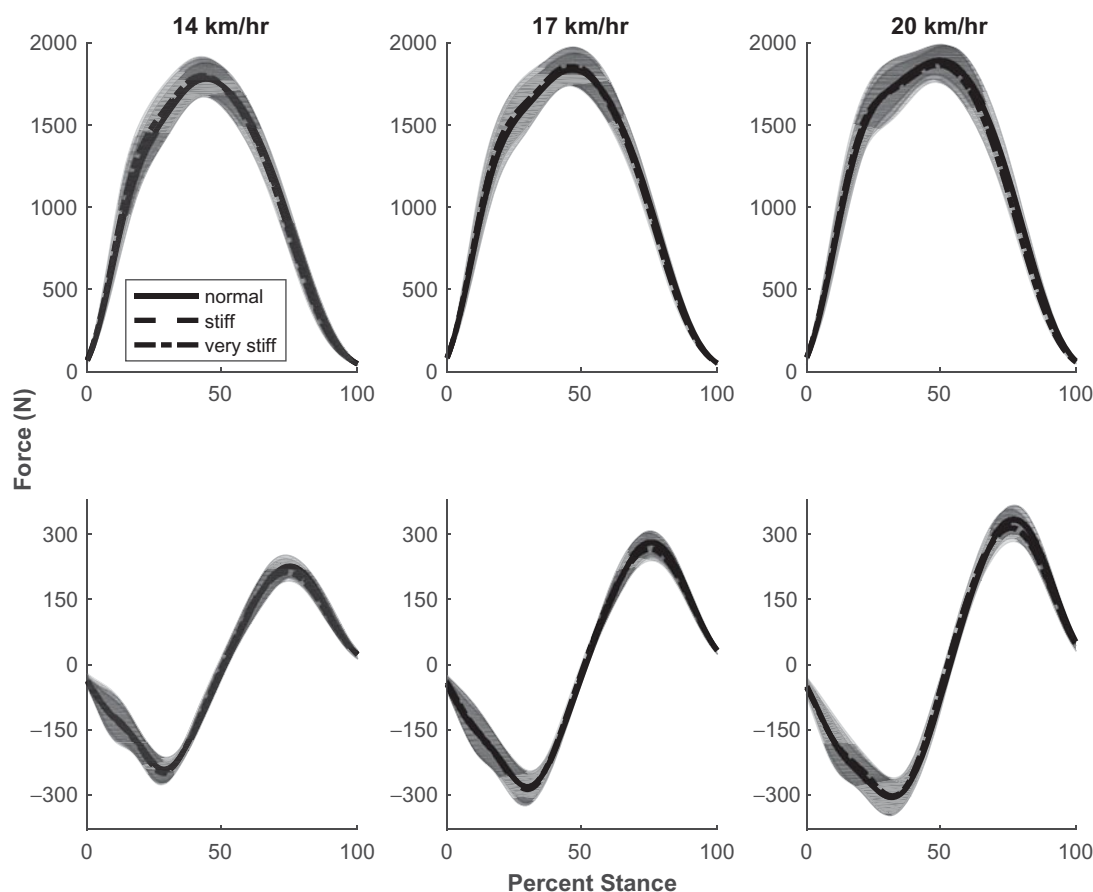 14 km/hr 17 km/hr 20 km/hr
2000 2000 2000
1500 1500 1500
1000 1000 1000
500 500 500
0 0 0
normal
stiff
very stiff
0 50 100 0 50 100 0 50 100
Force (N)
300 300 300
150 150 150
0 0 0
–150 –150 –150
–300 –300 –300
0 50 100 0 50 100 0 50 100
Percent Stance